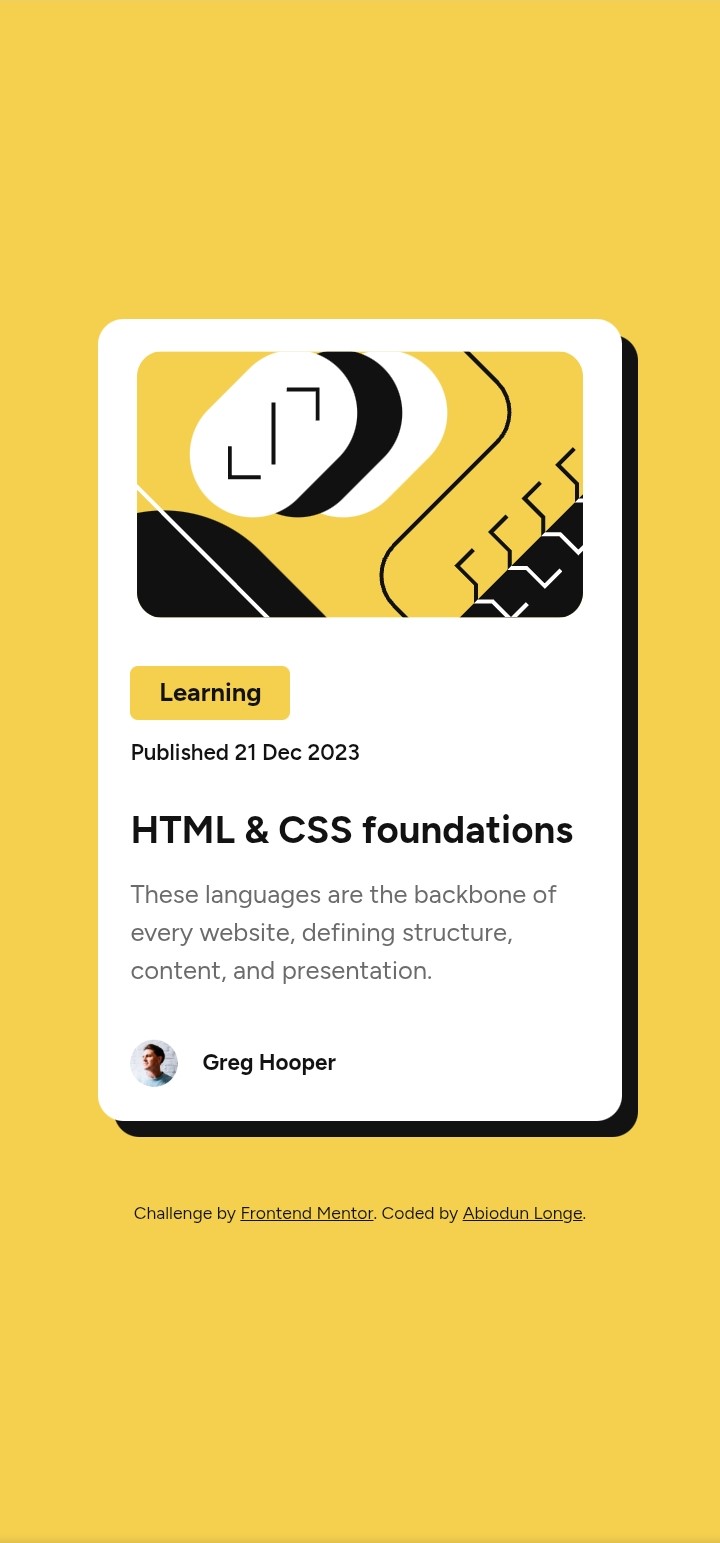 Learning
Published 21 Dec 2023
HTML & CSS foundations
These languages are the backbone of
every website, defining structure,
content, and presentation.
Greg Hooper
Challenge by Frontend Mentor. Coded by Abiodun Longe.